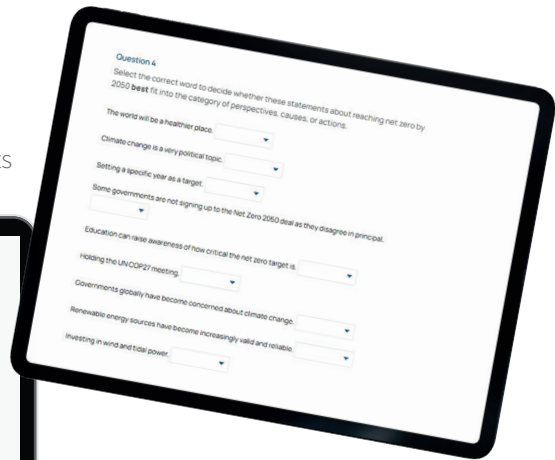 Question 4
Select the correct word to decide whether these statements about reaching net zero by
2050 best fit into the category of perspectives, causes, or actions.
The world will be a healthier place.
Climate change is a very political topic.
Setting a specific year as a target.
Some governments are not signing up to the Net Zero 2050 deal as they disagree in principal.
Education can raise awareness of how critical the net zero target is.
Holding the UN COP27 meeting.
Governments globally have become concerned about climate change.
Renewable energy sources have become increasingly valid and reliable.
Investing in wind and tidal power.